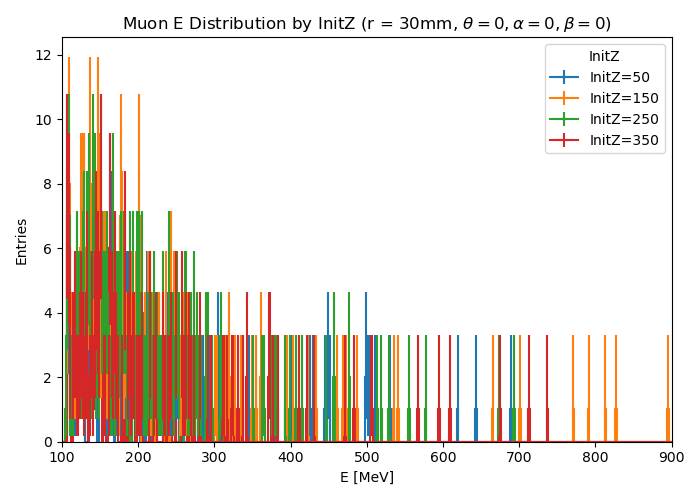 Muon E Distribution by InitZ (r = 30mm, θ = 0, α = 0, β = 0)
12
10
8
6
4
2
0
Entries
InitZ
InitZ=50
InitZ=150
InitZ=250
InitZ=350
100 200 300 400 500 600 700 800 900
E [MeV]